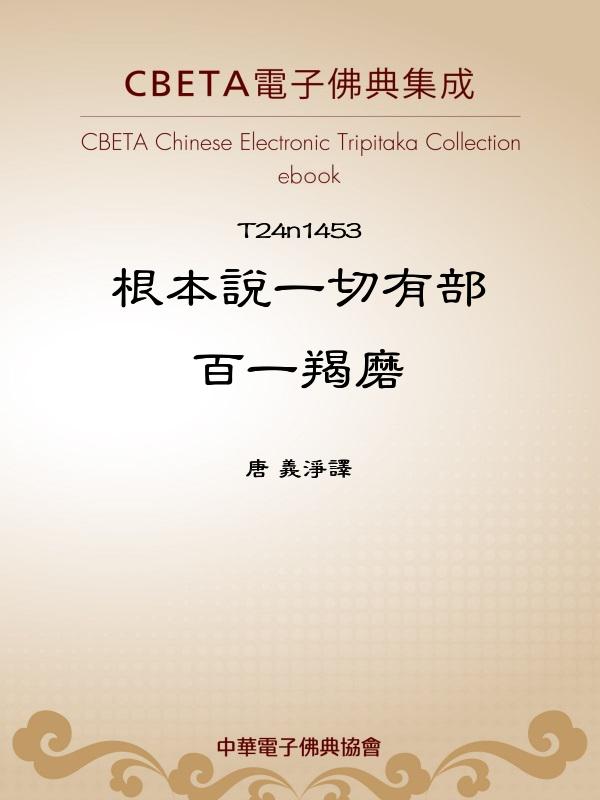 CBETA電子佛典集成
CBETA Chinese Electronic Tripitaka Collection
ebook
T24n1453
根本說一切有部
百一羯磨
唐 義淨譯
中華電子佛典協會